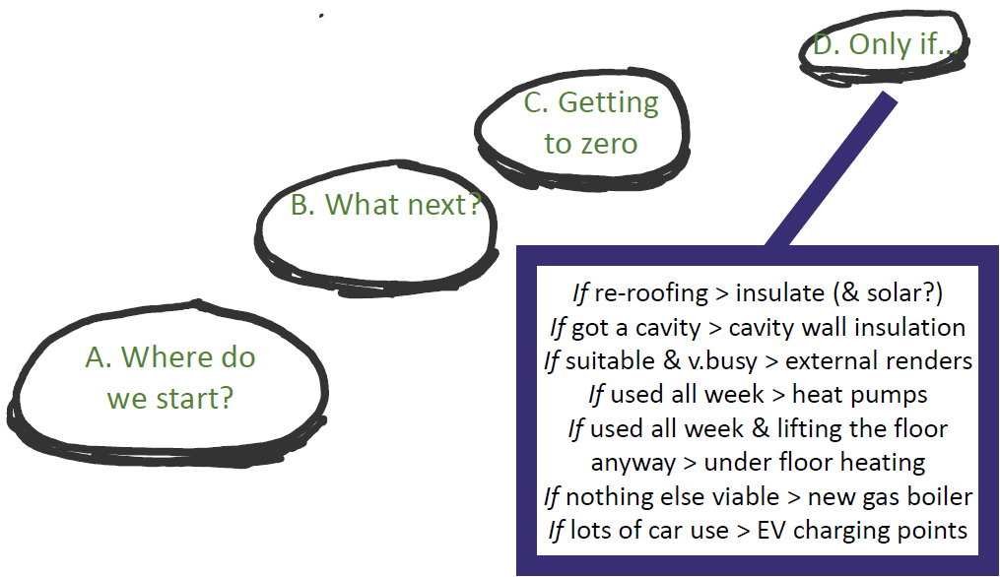 D. Only if...
C. Getting
to zero
B. What next?
A. Where do
we start?
If re-roofing > insulate (& solar?)
If got a cavity > cavity wall insulation
If suitable & v.busy > external renders
If used all week > heat pumps
If used all week & lifting the floor
anyway > under floor heating
If nothing else viable > new gas boiler
If lots of car use > EV charging points